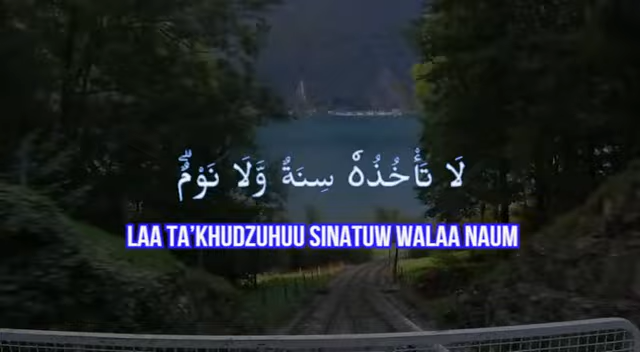 لَا تَأْخُذُهٗ سِنَةٌ وَّلَا نَوْمٌۗ
LAA TA'KHUDZUHUU SINATUW WALAA NAUM